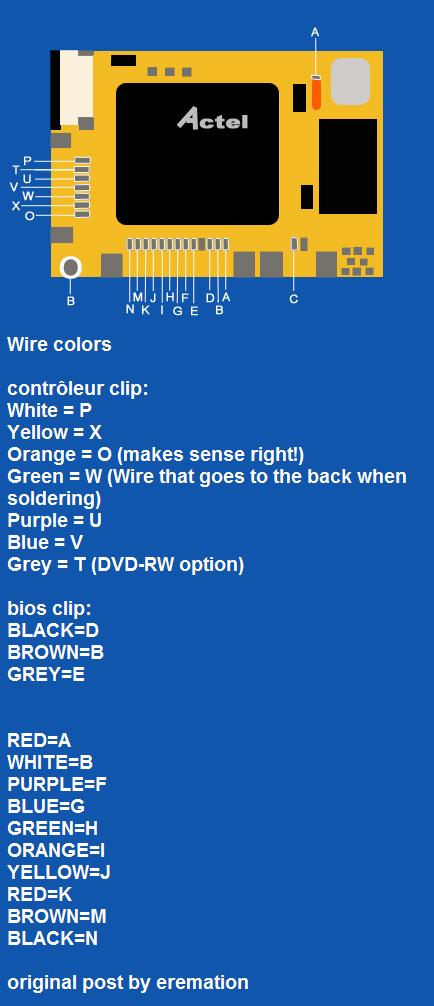 A
Actel
P
T
U
V
W
X
O
B
N
M
K
J
I
H
G
F
E
D
B
A
C
Wire colors
contrôleur clip:
White = P
Yellow = X
Orange = O (makes sense right!)
Green = W (Wire that goes to the back when
soldering)
Purple = U
Blue = V
Grey = T (DVD-RW option)
bios clip:
BLACK=D
BROWN=B
GREY=E
RED=A
WHITE=B
PURPLE=F
BLUE=G
GREEN=H
ORANGE=I
YELLOW=J
RED=K
BROWN=M
BLACK=N
original post by eremation